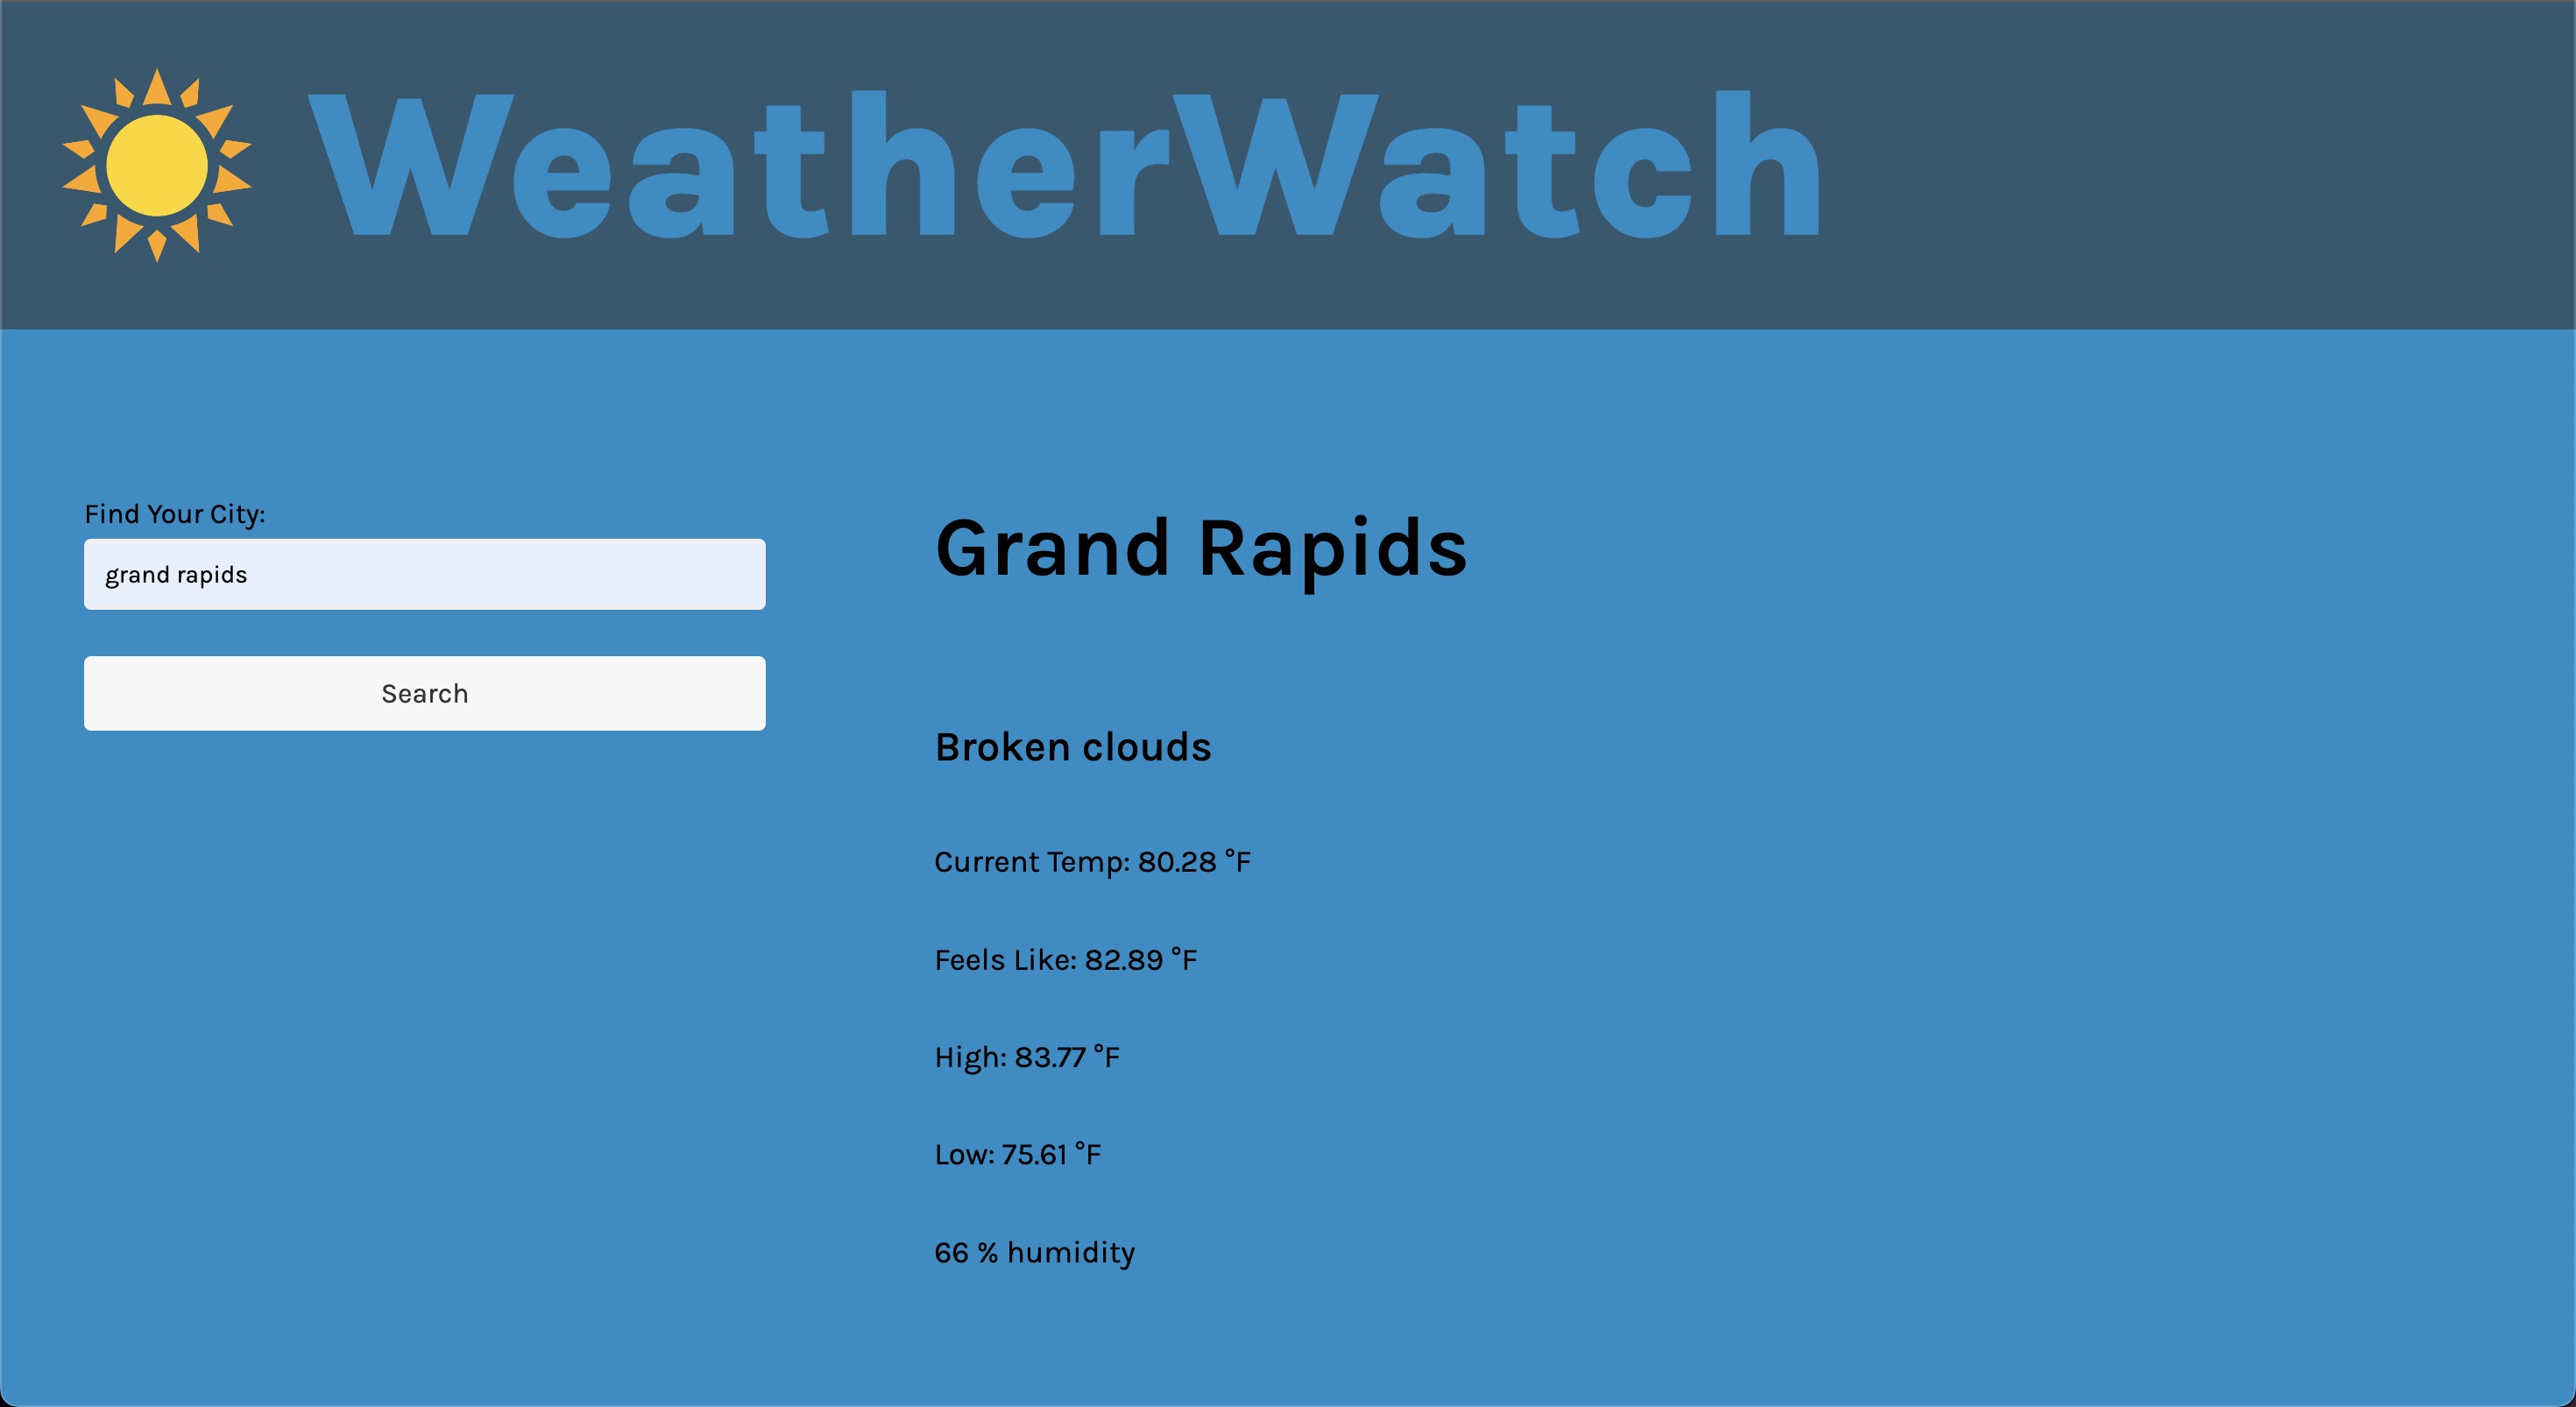 WeatherWatch
Find Your City:
grand rapids
Search
Grand Rapids
Broken clouds
Current Temp: 80.28 °F
Feels Like: 82.89 °F
High: 83.77 °F
Low: 75.61 °F
66 % humidity